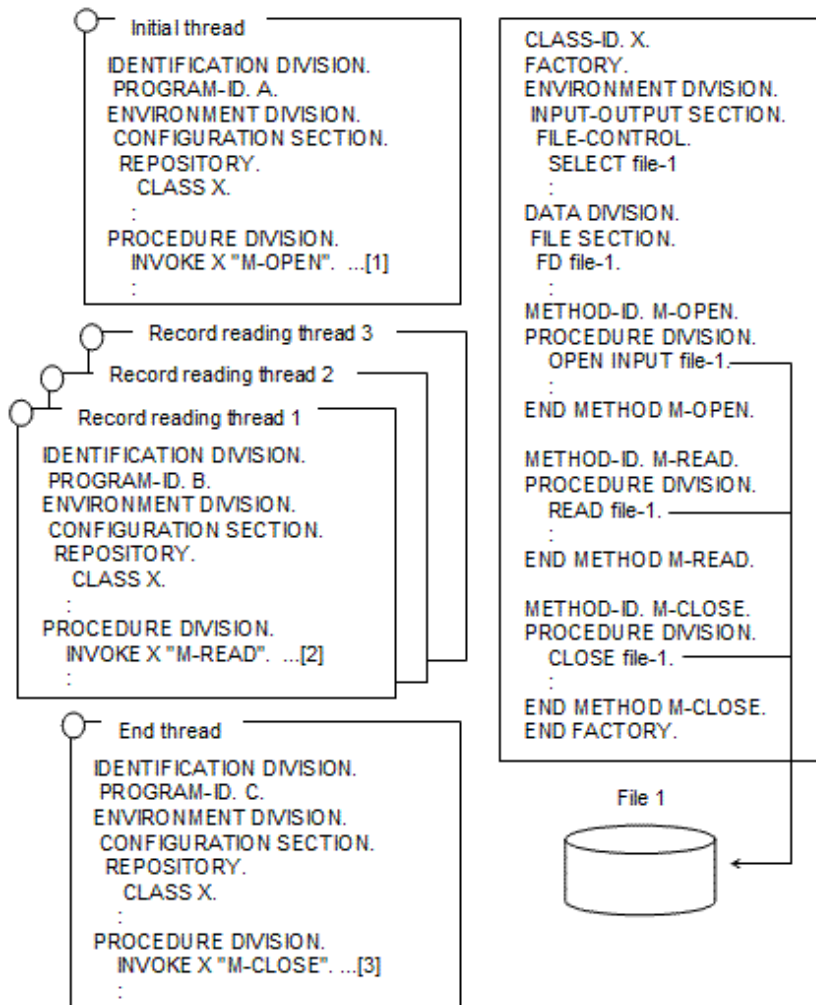 Initial thread
IDENTIFICATION DIVISION.
PROGRAM-ID. A.
ENVIRONMENT DIVISION.
CONFIGURATION SECTION.
REPOSITORY.
CLASS X.
:
PROCEDURE DIVISION.
INVOKE X "M-OPEN". ...[1]
:
Record reading thread 3
Record reading thread 2
Record reading thread 1
IDENTIFICATION DIVISION.
PROGRAM-ID. B.
ENVIRONMENT DIVISION.
CONFIGURATION SECTION.
REPOSITORY.
CLASS X.
:
PROCEDURE DIVISION.
INVOKE X "M-READ". ...[2]
:
End thread
IDENTIFICATION DIVISION.
PROGRAM-ID. C.
ENVIRONMENT DIVISION.
CONFIGURATION SECTION.
REPOSITORY.
CLASS X.
:
PROCEDURE DIVISION.
INVOKE X "M-CLOSE". ...[3]
:
CLASS-ID. X.
FACTORY.
ENVIRONMENT DIVISION.
INPUT-OUTPUT SECTION.
FILE-CONTROL.
SELECT file-1
:
DATA DIVISION.
FILE SECTION.
FD file-1.
:
METHOD-ID. M-OPEN.
PROCEDURE DIVISION.
OPEN INPUT file-1.
:
END METHOD M-OPEN.
METHOD-ID. M-READ.
PROCEDURE DIVISION.
READ file-1.
:
END METHOD M-READ.
METHOD-ID. M-CLOSE.
PROCEDURE DIVISION.
CLOSE file-1.
:
END METHOD M-CLOSE.
END FACTORY.
File 1